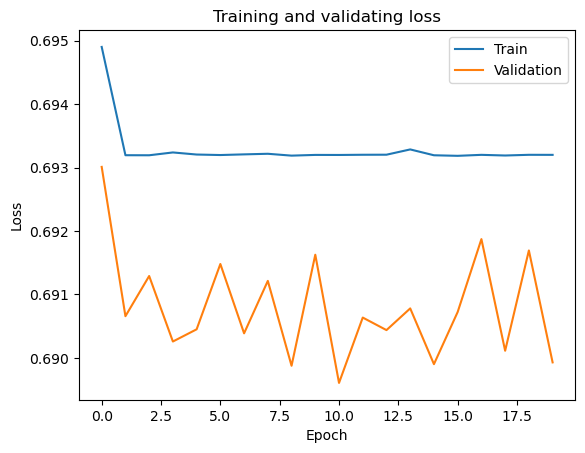 Training and validating loss
0.695
0.694
0.693
0.692
0.691
0.690
Loss
Train
Validation
0.0 2.5 5.0 7.5 10.0 12.5 15.0 17.5
Epoch